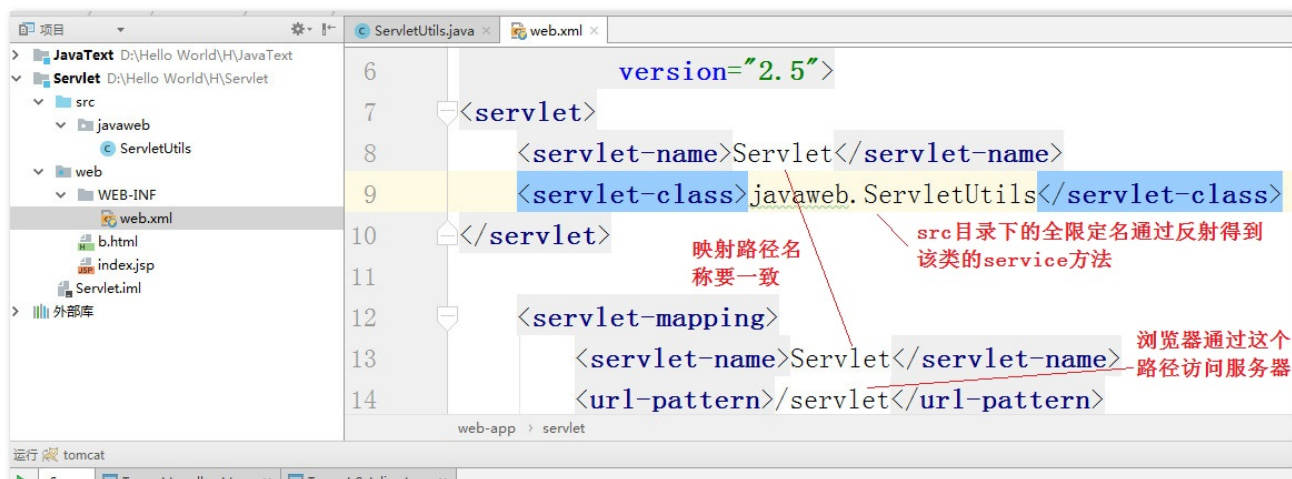 项目
ServletUtils.java
web.xml
JavaText D:\Hello World\H\JavaText
Servlet D:\Hello World\H\Servlet
src
javaweb
ServletUtils
web
WEB-INF
web.xml
b.html
index.jsp
Servlet.iml
外部库
6 version="2.5">
7 <servlet>
8 <servlet-name>Servlet</servlet-name>
9 <servlet-class>javaweb.ServletUtils</servlet-class>
10 </servlet>
11
12 <servlet-mapping>
13 <servlet-name>Servlet</servlet-name>
14 <url-pattern>/servlet</url-pattern>
映射路径名
称要一致
src目录下的全限定名通过反射得到
该类的service方法
浏览器通过这个
路径访问服务器
web-app > servlet
运行 tomcat